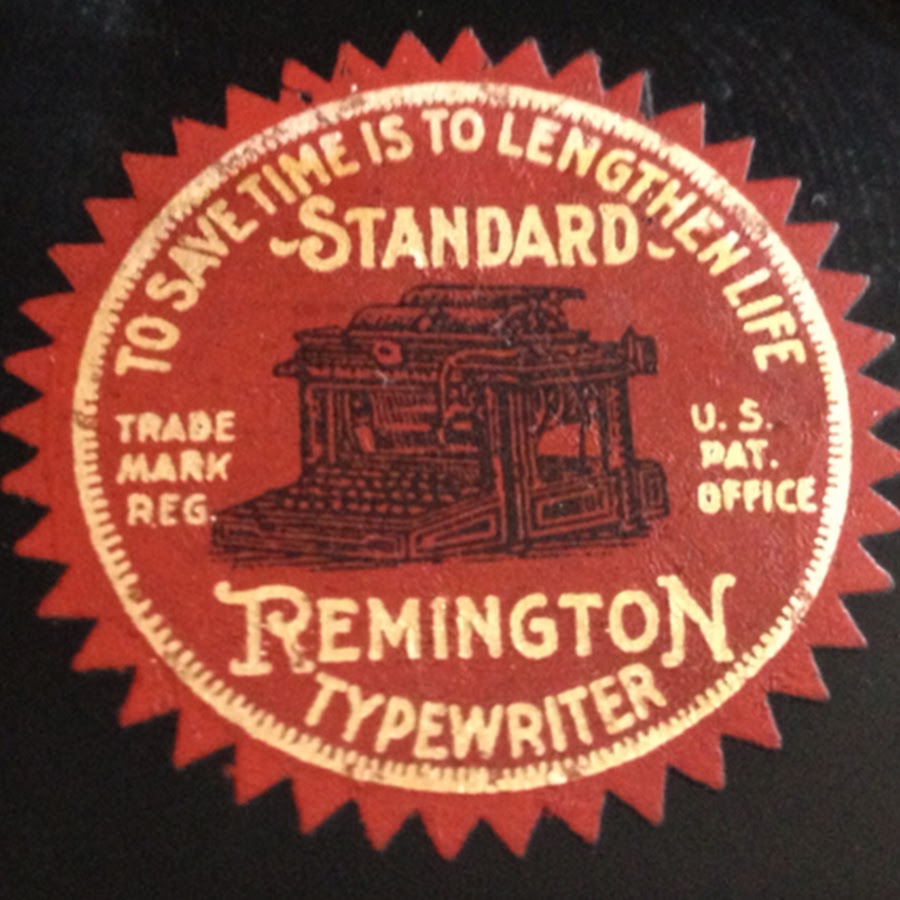 TO SAVE TIME IS TO LENGTHEN LIFE
STANDARD
TRADE
MARK
REG.
U. S.
PAT.
OFFICE
REMINGTON
TYPEWRITER